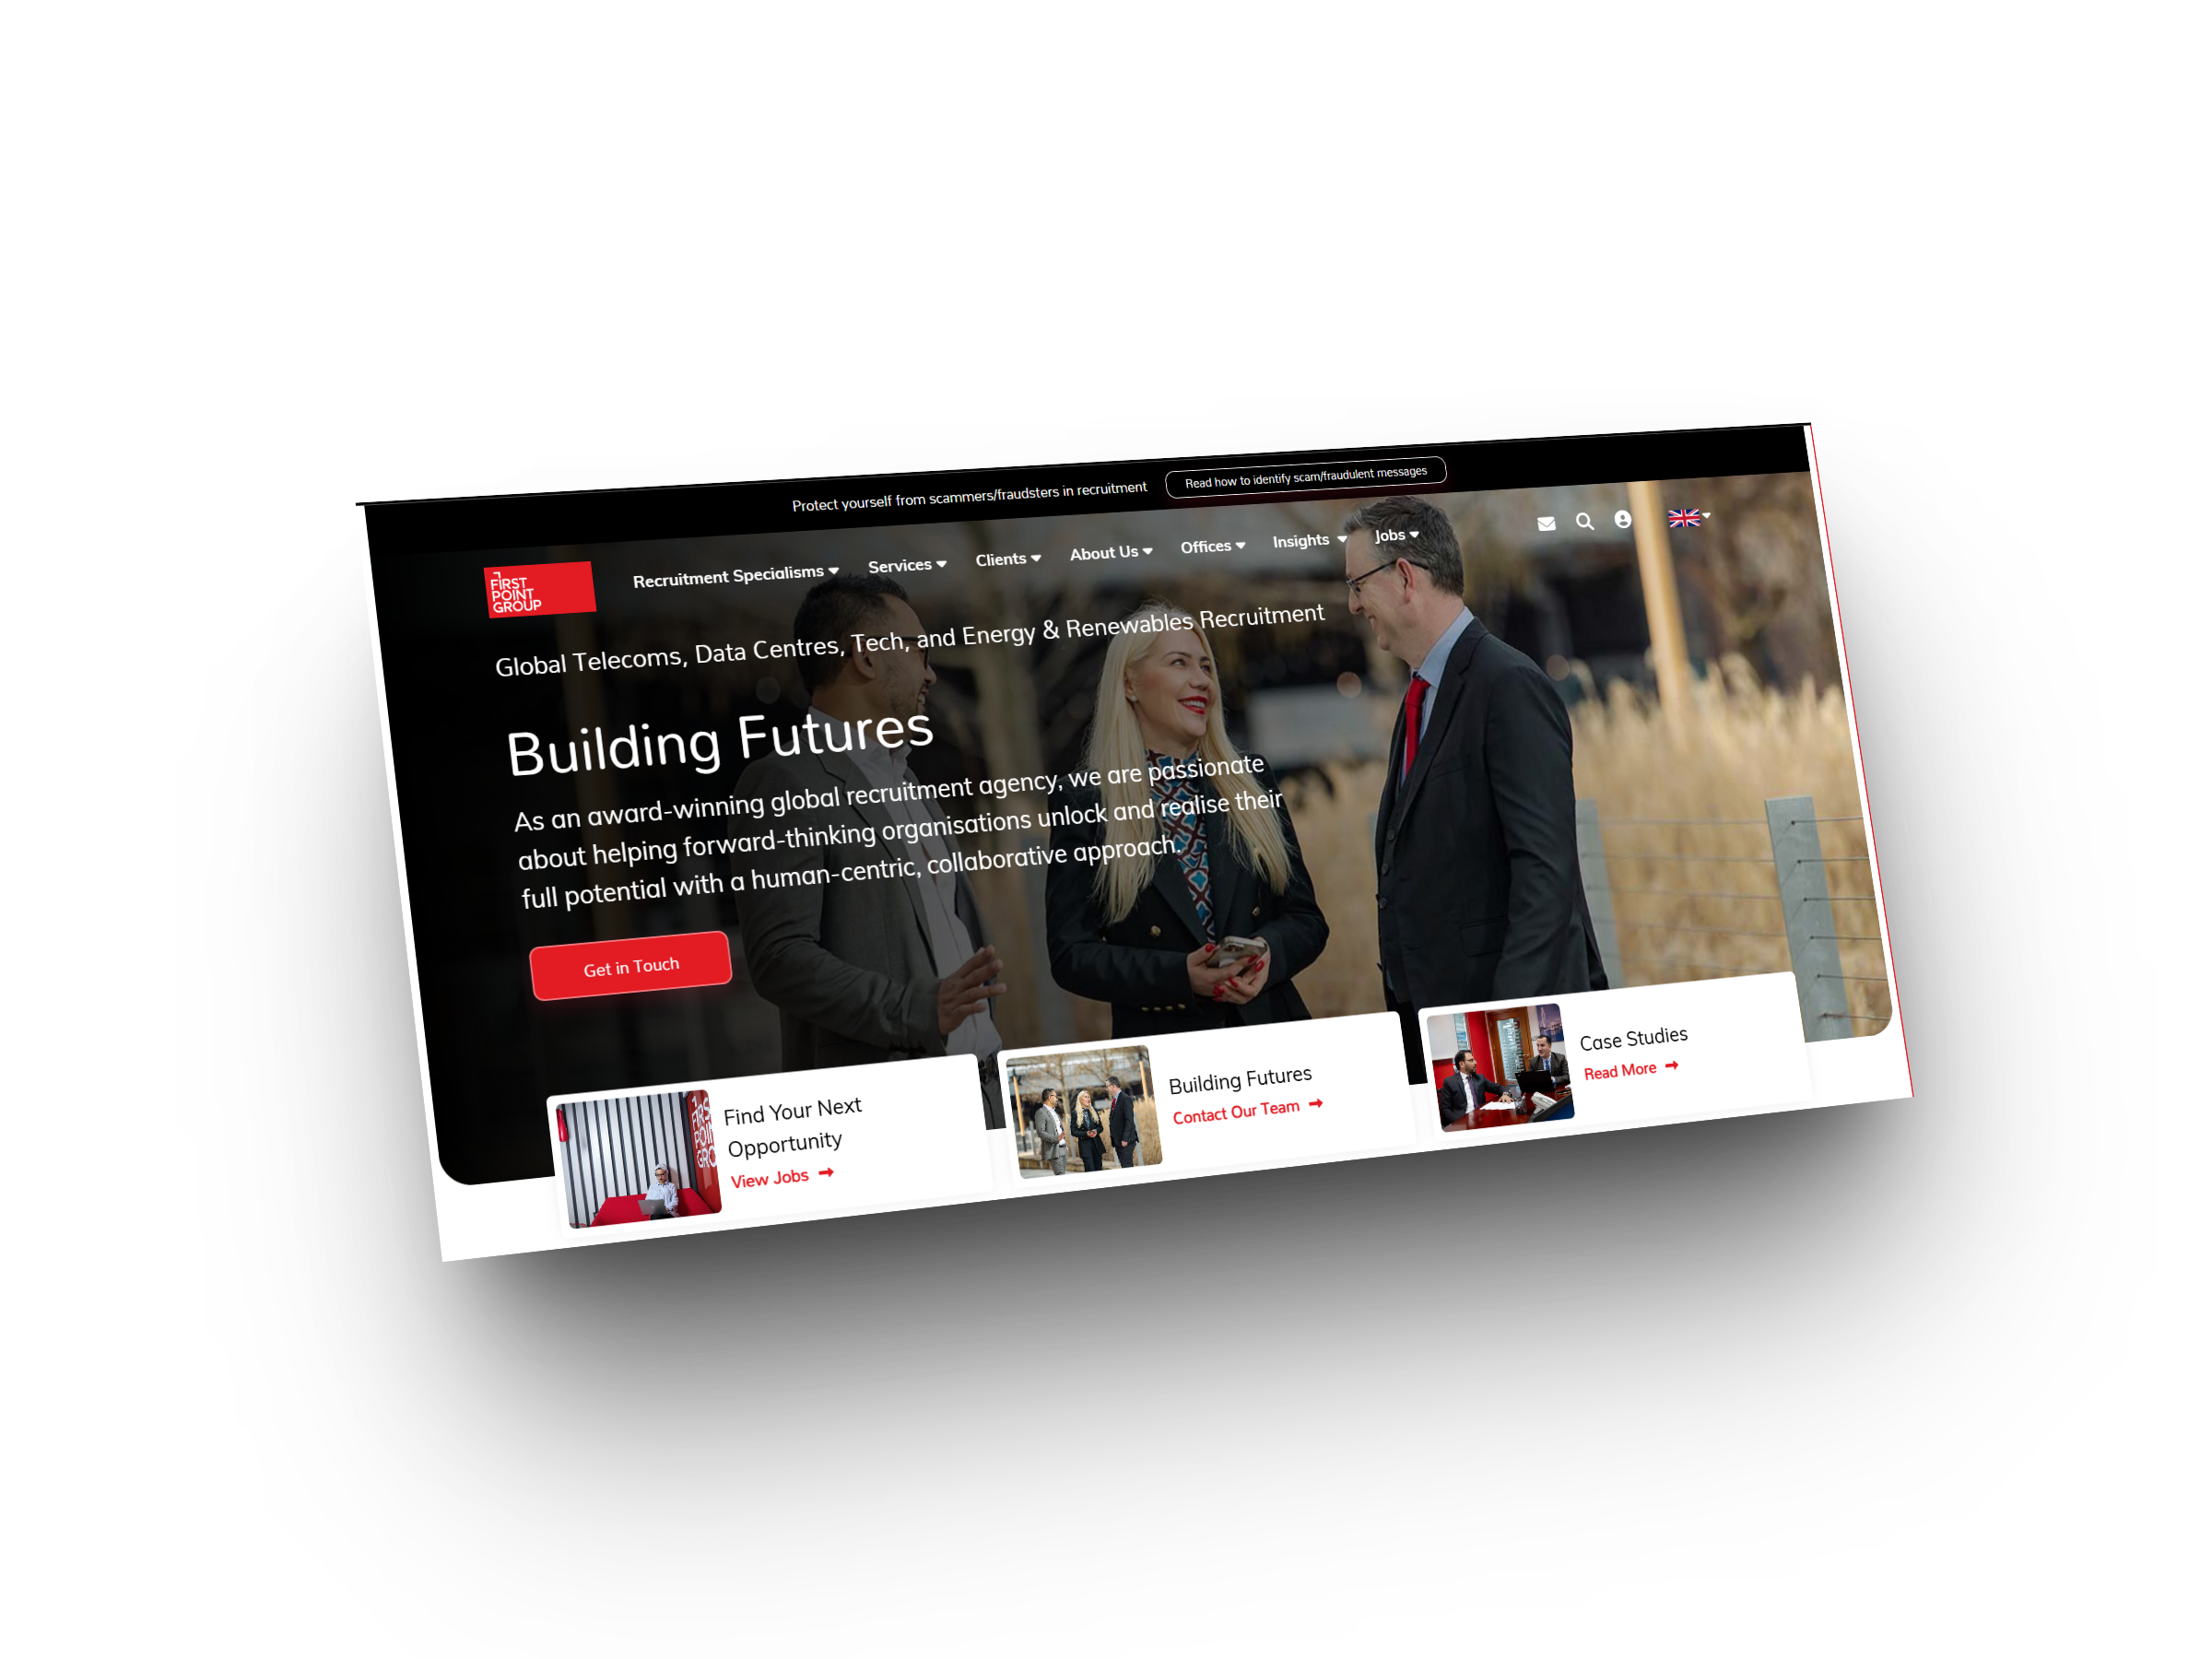 Protect yourself from scammers/fraudsters in recruitment
Read how to identify scam/fraudulent messages
FIRST
POINT
GROUP
Recruitment Specialisms
Services
Clients
About Us
Offices
Insights
Jobs
Global Telecoms, Data Centres, Tech, and Energy & Renewables Recruitment
Building Futures
As an award-winning global recruitment agency, we are passionate
about helping forward-thinking organisations unlock and realise their
full potential with a human-centric, collaborative approach.
Get in Touch
Find Your Next
Opportunity
View Jobs
Building Futures
Contact Our Team
Case Studies
Read More